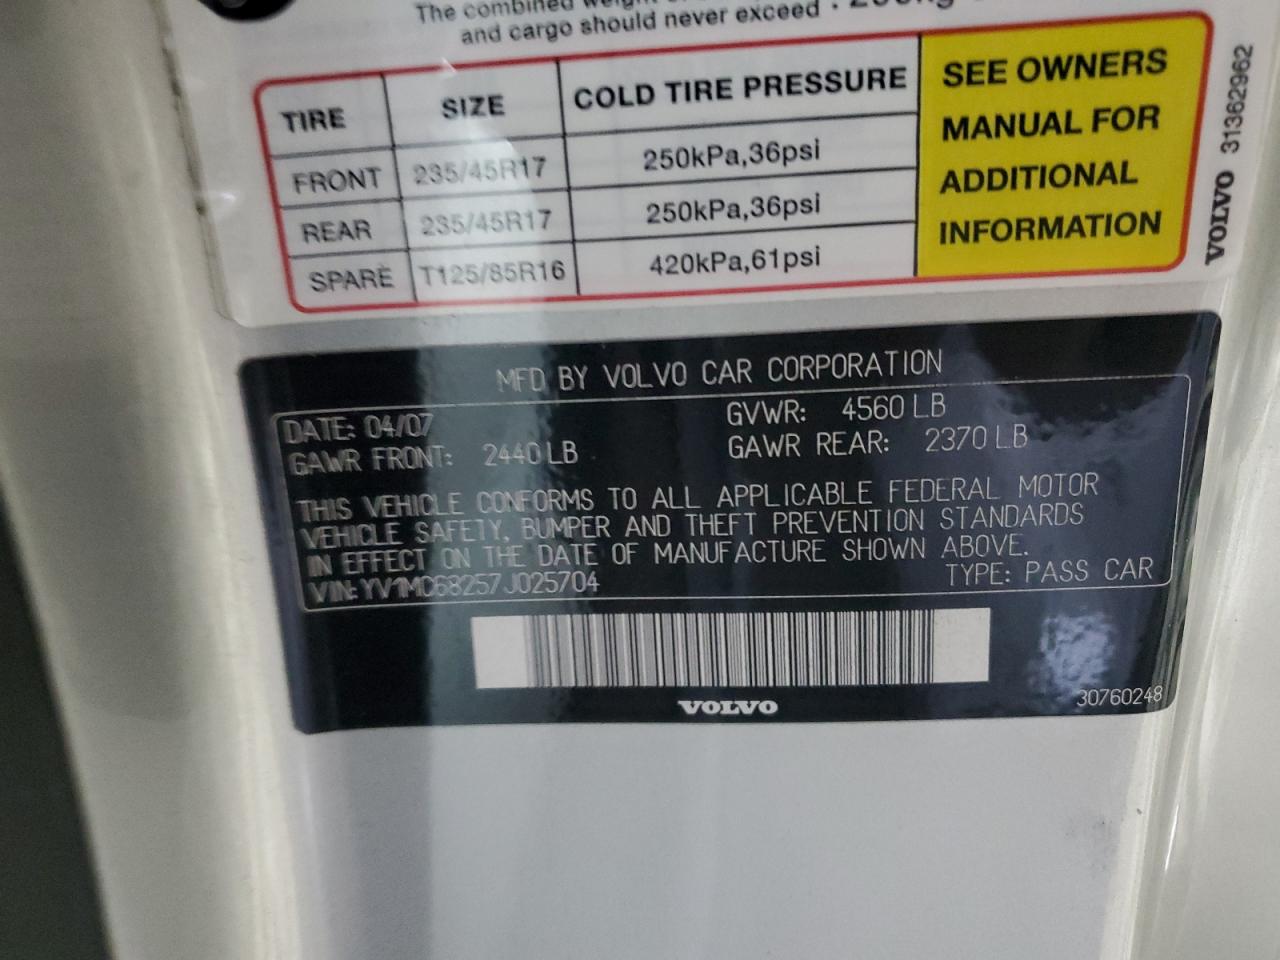 The combined
and cargo should never exceed
TIRE SIZE COLD TIRE PRESSURE
FRONT 235/45R17 250kPa,36psi
REAR 235/45R17 250kPa,36psi
SPARE T125/85R16 420kPa,61psi
SEE OWNERS
MANUAL FOR
ADDITIONAL
INFORMATION
VOLVO 31362962
MFD BY VOLVO CAR CORPORATION
DATE: 04/07 GVWR: 4560 LB
GAWR FRONT: 2440 LB GAWR REAR: 2370 LB
THIS VEHICLE CONFORMS TO ALL APPLICABLE FEDERAL MOTOR
VEHICLE SAFETY, BUMPER AND THEFT PREVENTION STANDARDS
IN EFFECT ON THE DATE OF MANUFACTURE SHOWN ABOVE.
VIN: YV1MC68257J025704 TYPE: PASS CAR
VOLVO
30760248